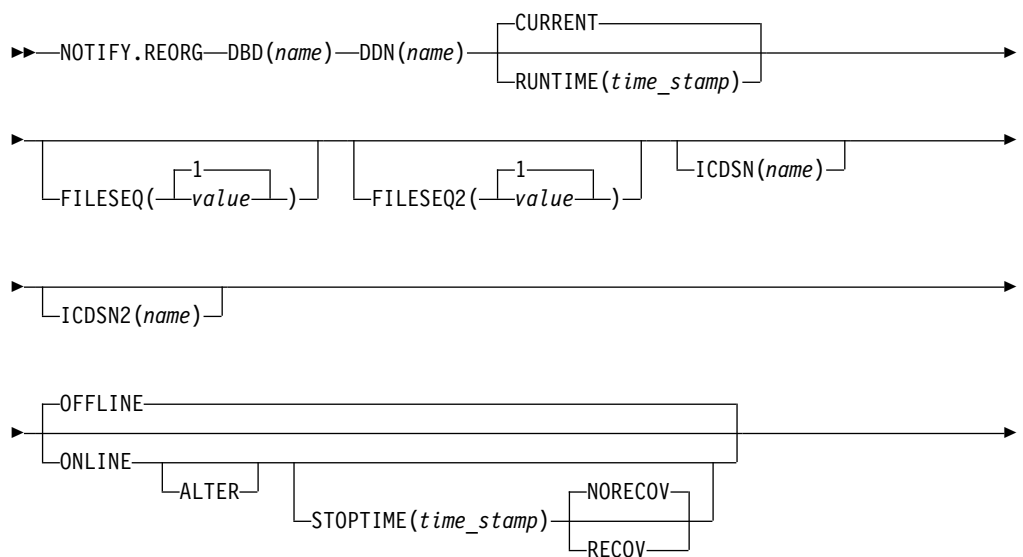 CURRENT
NOTIFY.REORG DBD(name) DDN(name)
RUNTIME(time_stamp)
1 1 ICDSN(name)
FILESEQ( value ) FILESEQ2( value )
ICDSN2(name)
OFFLINE
ONLINE
ALTER NORECOV
STOPTIME(time_stamp)
RECOV